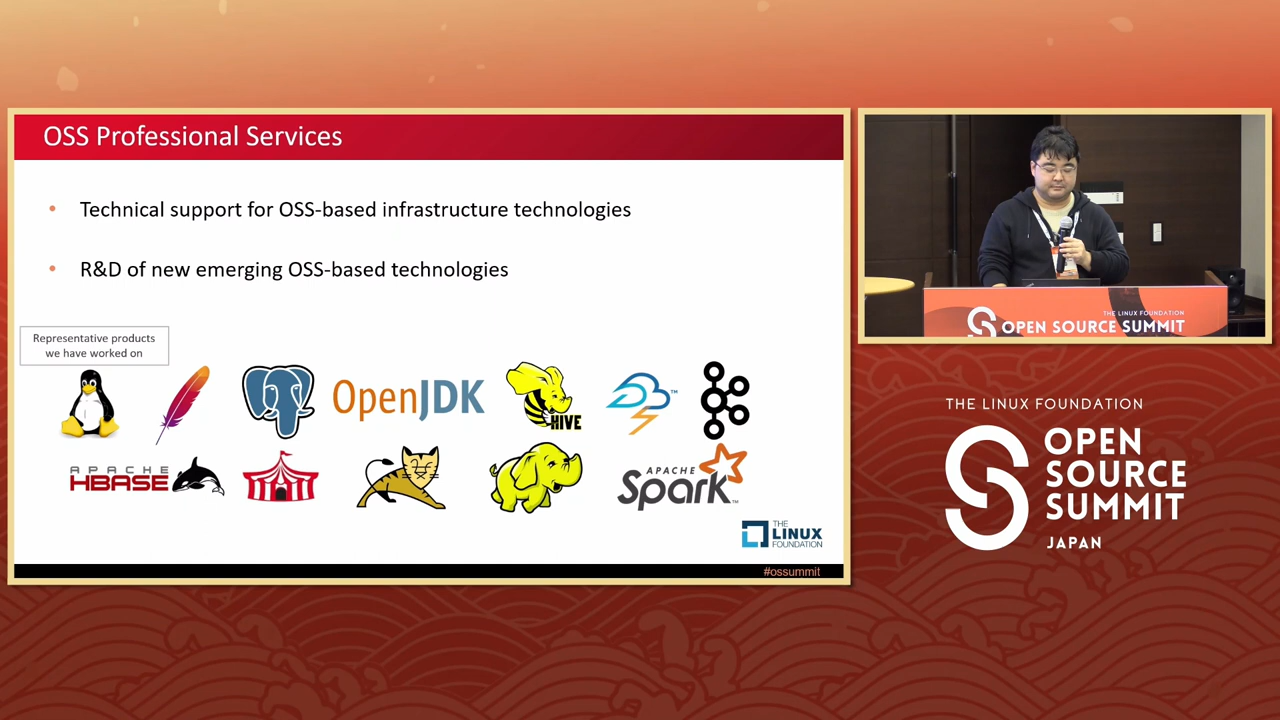 OSS Professional Services
• Technical support for OSS-based infrastructure technologies
• R&D of new emerging OSS-based technologies
Representative products
we have worked on
OpenJDK
HIVE
TM
APACHE
HBASE
APACHE
Spark
TM
THE
LINUX
FOUNDATION
#ossummit
THE LINUX FOUNDATION
OPEN SOURCE SUMMIT
THE LINUX FOUNDATION
OPEN
SOURCE
SUMMIT
JAPAN